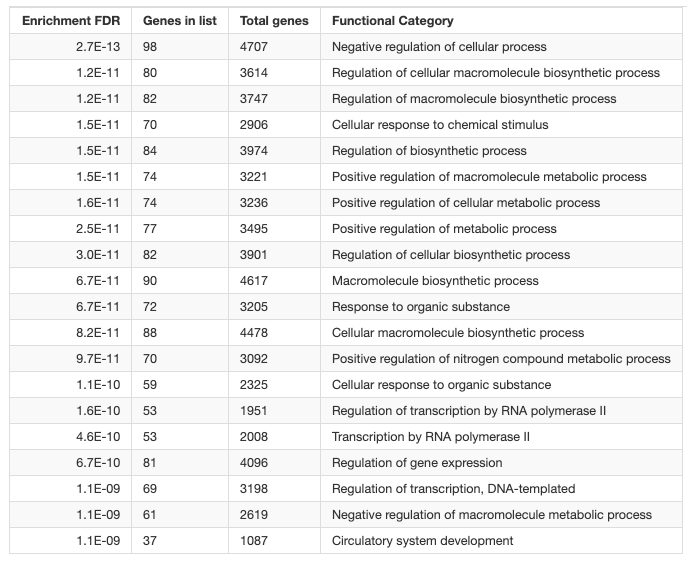 Enrichment FDR Genes in list Total genes Functional Category
2.7E-13 98 4707 Negative regulation of cellular process
1.2E-11 80 3614 Regulation of cellular macromolecule biosynthetic process
1.2E-11 82 3747 Regulation of macromolecule biosynthetic process
1.5E-11 70 2906 Cellular response to chemical stimulus
1.5E-11 84 3974 Regulation of biosynthetic process
1.5E-11 74 3221 Positive regulation of macromolecule metabolic process
1.6E-11 74 3236 Positive regulation of cellular metabolic process
2.5E-11 77 3495 Positive regulation of metabolic process
3.0E-11 82 3901 Regulation of cellular biosynthetic process
6.7E-11 90 4617 Macromolecule biosynthetic process
6.7E-11 72 3205 Response to organic substance
8.2E-11 88 4478 Cellular macromolecule biosynthetic process
9.7E-11 70 3092 Positive regulation of nitrogen compound metabolic process
1.1E-10 59 2325 Cellular response to organic substance
1.6E-10 53 1951 Regulation of transcription by RNA polymerase II
4.6E-10 53 2008 Transcription by RNA polymerase II
6.7E-10 81 4096 Regulation of gene expression
1.1E-09 69 3198 Regulation of transcription, DNA-templated
1.1E-09 61 2619 Negative regulation of macromolecule metabolic process
1.1E-09 37 1087 Circulatory system development